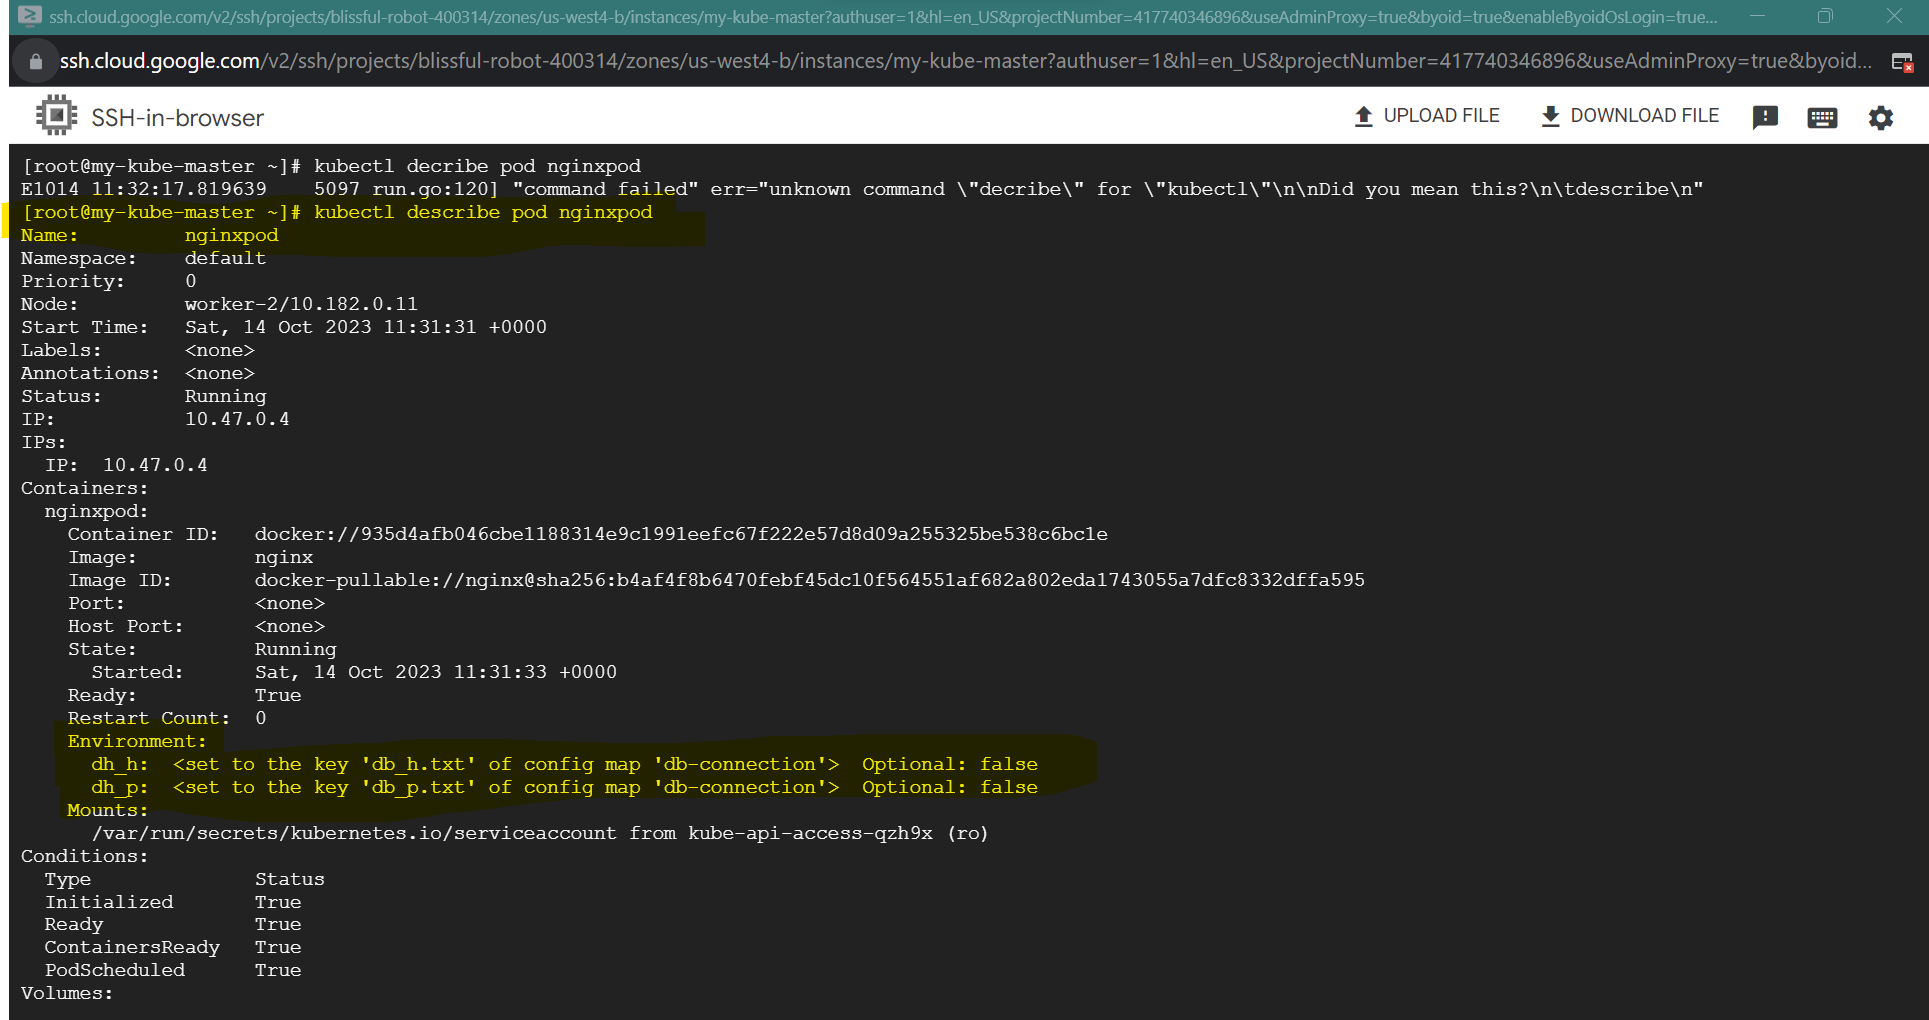 ssh.cloud.google.com/v2/ssh/projects/blissful-robot-400314/zones/us-west4-b/instances/my-kube-master?authuser=1&hl=en_US&projectNumber=417740346896&useAdminProxy=true&byoid=true&enableByoidOsLogin=true...
ssh.cloud.google.com/v2/ssh/projects/blissful-robot-400314/zones/us-west4-b/instances/my-kube-master?authuser=1&hl=en_US&projectNumber=417740346896&useAdminProxy=true&byoid...
SSH-in-browser UPLOAD FILE DOWNLOAD FILE
[root@my-kube-master ~]# kubectl decribe pod nginxpod
E1014 11:32:17.819639    5097 run.go:120] "command failed" err="unknown command \"decribe\" for \"kubectl\"\n\nDid you mean this?\n\tdescribe\n"
[root@my-kube-master ~]# kubectl describe pod nginxpod
Name:         nginxpod
Namespace:    default
Priority:     0
Node:         worker-2/10.182.0.11
Start Time:   Sat, 14 Oct 2023 11:31:31 +0000
Labels:       <none>
Annotations:  <none>
Status:       Running
IP:           10.47.0.4
IPs:
  IP:  10.47.0.4
Containers:
  nginxpod:
    Container ID:   docker://935d4afb046cbe1188314e9c1991eefc67f222e57d8d09a255325be538c6bc1e
    Image:          nginx
    Image ID:       docker-pullable://nginx@sha256:b4af4f8b6470febf45dc10f564551af682a802eda1743055a7dfc8332dffa595
    Port:           <none>
    Host Port:      <none>
    State:          Running
      Started:      Sat, 14 Oct 2023 11:31:33 +0000
    Ready:          True
    Restart Count:  0
    Environment:
      dh_h:  <set to the key 'db_h.txt' of config map 'db-connection'>  Optional: false
      dh_p:  <set to the key 'db_p.txt' of config map 'db-connection'>  Optional: false
    Mounts:
      /var/run/secrets/kubernetes.io/serviceaccount from kube-api-access-qzh9x (ro)
Conditions:
  Type              Status
  Initialized       True
  Ready             True
  ContainersReady   True
  PodScheduled      True
Volumes: